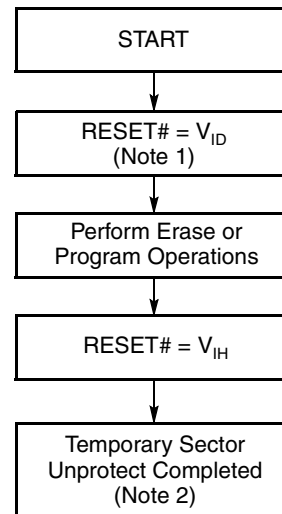 START
RESET# = VID
(Note 1)
Perform Erase or
Program Operations
RESET# = VIH
Temporary Sector
Unprotect Completed
(Note 2)